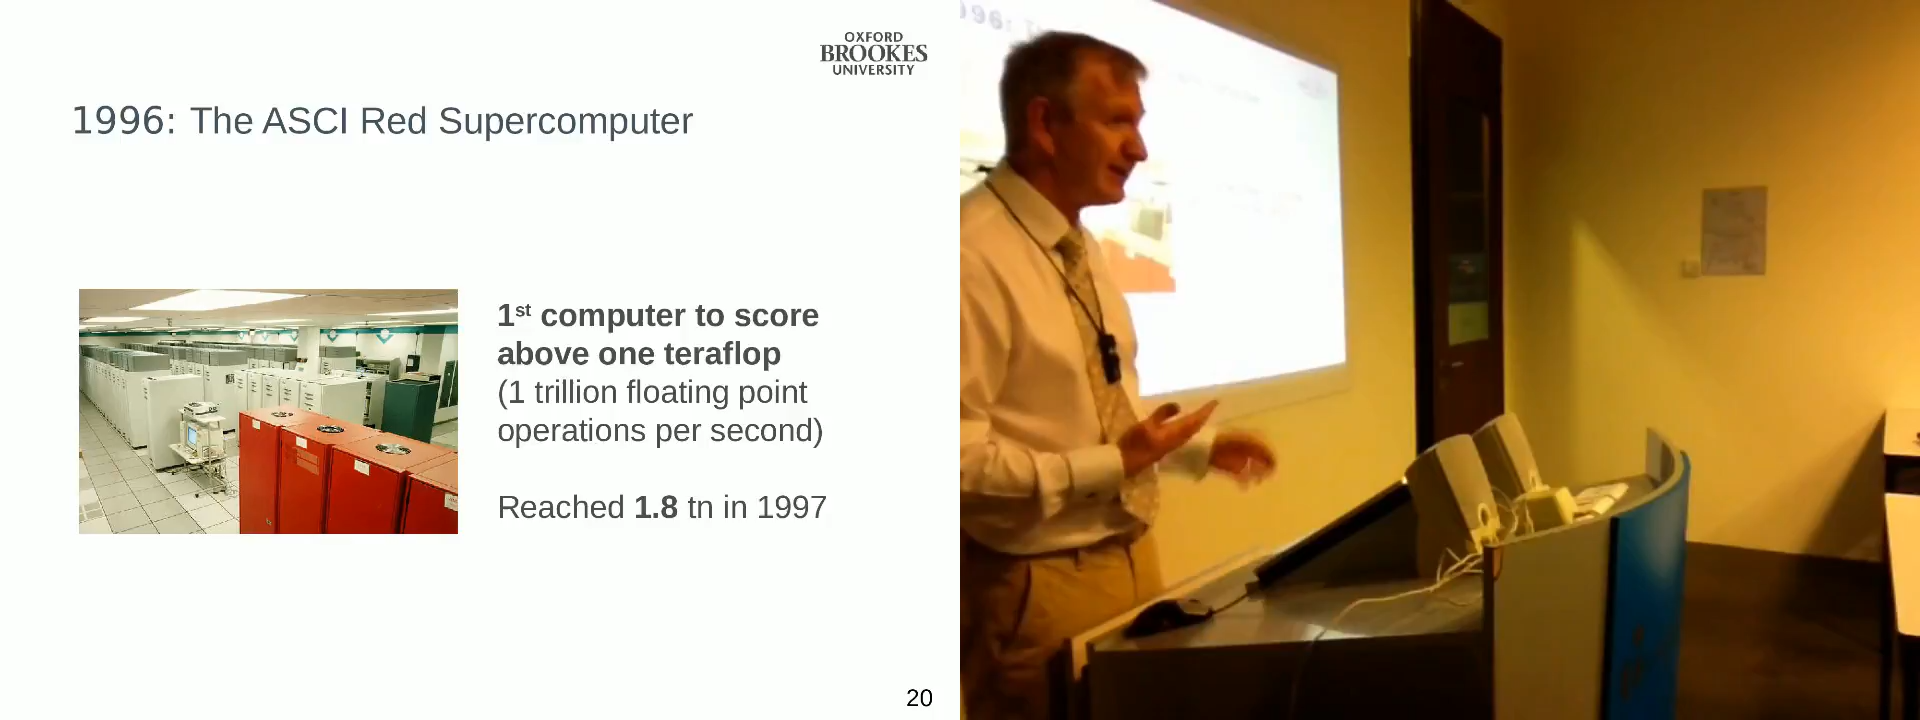 OXFORD
BROOKES
UNIVERSITY
1996: The ASCI Red Supercomputer
1st computer to score
above one teraflop
(1 trillion floating point
operations per second)
Reached 1.8 tn in 1997
20
996: